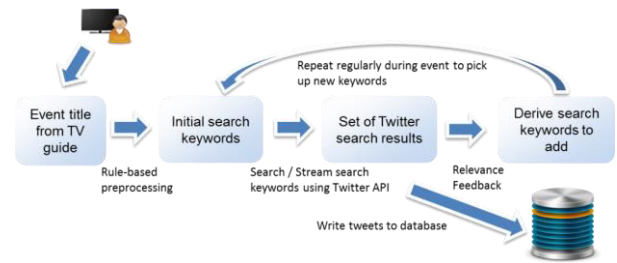 Repeat regularly during event to pick
up new keywords
Event title
from TV
guide
Initial search
keywords
Set of Twitter
search results
Derive search
keywords to
add
Rule-based
preprocessing
Search / Stream search
keywords using Twitter API
Relevance
Feedback
Write tweets to database